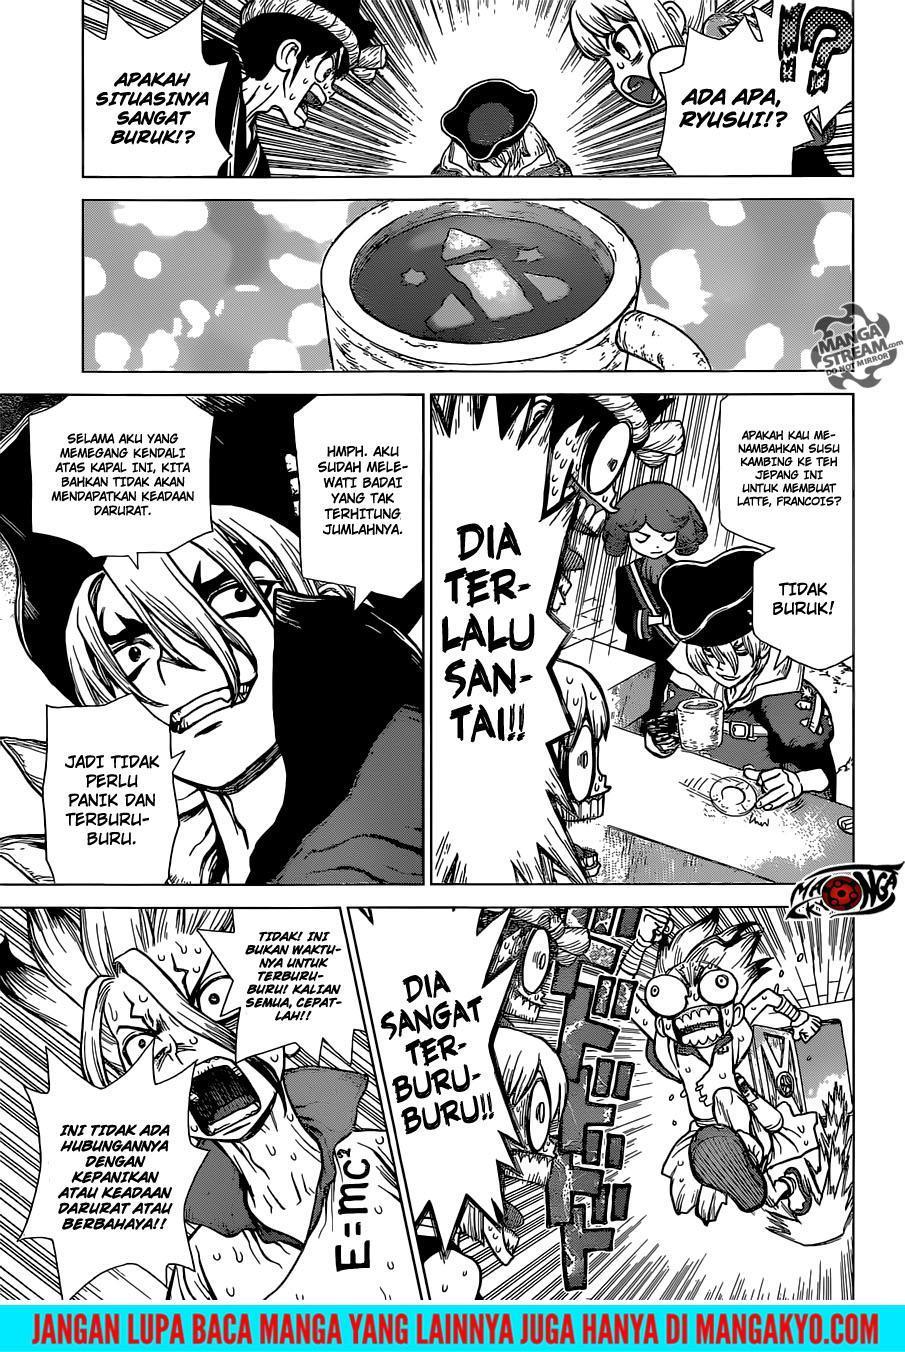 ADA APA,
RYUSUI!?
!?
APAKAH
SITUASINYA
SANGAT
BURUK!?
MANGA
STREAM.com
DO NOT MIRROR
APAKAH KAU ME-
NAMBAHKAN SUSU
KAMBING KE TEH
JEPANG INI
UNTUK MEMBUAT
LATTE, FRANCOIS?
TIDAK
BURUK!
DIA
TER-
LALU
SAN-
TAI!!
HMPH. AKU
SUDAH MELE-
WATI BADAI
YANG TAK
TERHITUNG
JUMLAHNYA.
SELAMA AKU YANG
MEMEGANG KENDALI
ATAS KAPAL INI, KITA
BAHKAN TIDAK AKAN
MENDAPATKAN KEADAAN
DARURAT.
JADI TIDAK
PERLU
PANIK DAN
TERBURU-
BURU.
MANGA
KYO
DIA
SANGAT
TER-
BURU-
BURU!!
TIDAK! INI
BUKAN WAKTU-
NYA UNTUK
TERBURU-
BURU! KALIAN
SEMUA, CEPAT-
LAH!!
INI TIDAK ADA
HUBUNGANNYA
DENGAN
KEPANIKAN
ATAU KEADAAN
DARURAT ATAU
BERBAHAYA!!
E=mc²
JANGAN LUPA BACA MANGA YANG LAINNYA JUGA HANYA DI MANGAKYO.COM